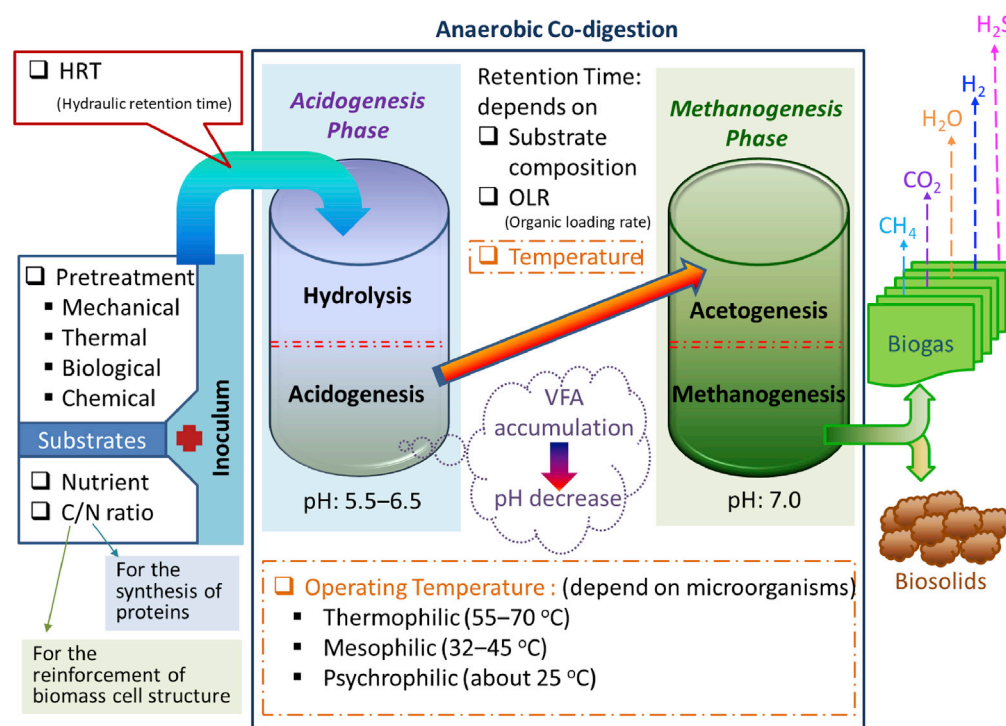 Anaerobic Co-digestion
❑ HRT
(Hydraulic retention time)
Acidogenesis
Phase
Retention Time:
depends on
❑ Substrate
composition
❑ OLR
(Organic loading rate)
❑ Temperature
Methanogenesis
Phase
H₂S
H₂
H₂O
CO₂
CH₄
❑ Pretreatment
▪ Mechanical
▪ Thermal
▪ Biological
▪ Chemical
Substrates
Inoculum
❑ Nutrient
❑ C/N ratio
For the
synthesis of
proteins
For the
reinforcement of
biomass cell structure
Hydrolysis
Acidogenesis
pH: 5.5–6.5
VFA
accumulation
pH decrease
Acetogenesis
Methanogenesis
pH: 7.0
Biogas
Biosolids
❑ Operating Temperature : (depend on microorganisms)
▪ Thermophilic (55–70 °C)
▪ Mesophilic (32–45 °C)
▪ Psychrophilic (about 25 °C)